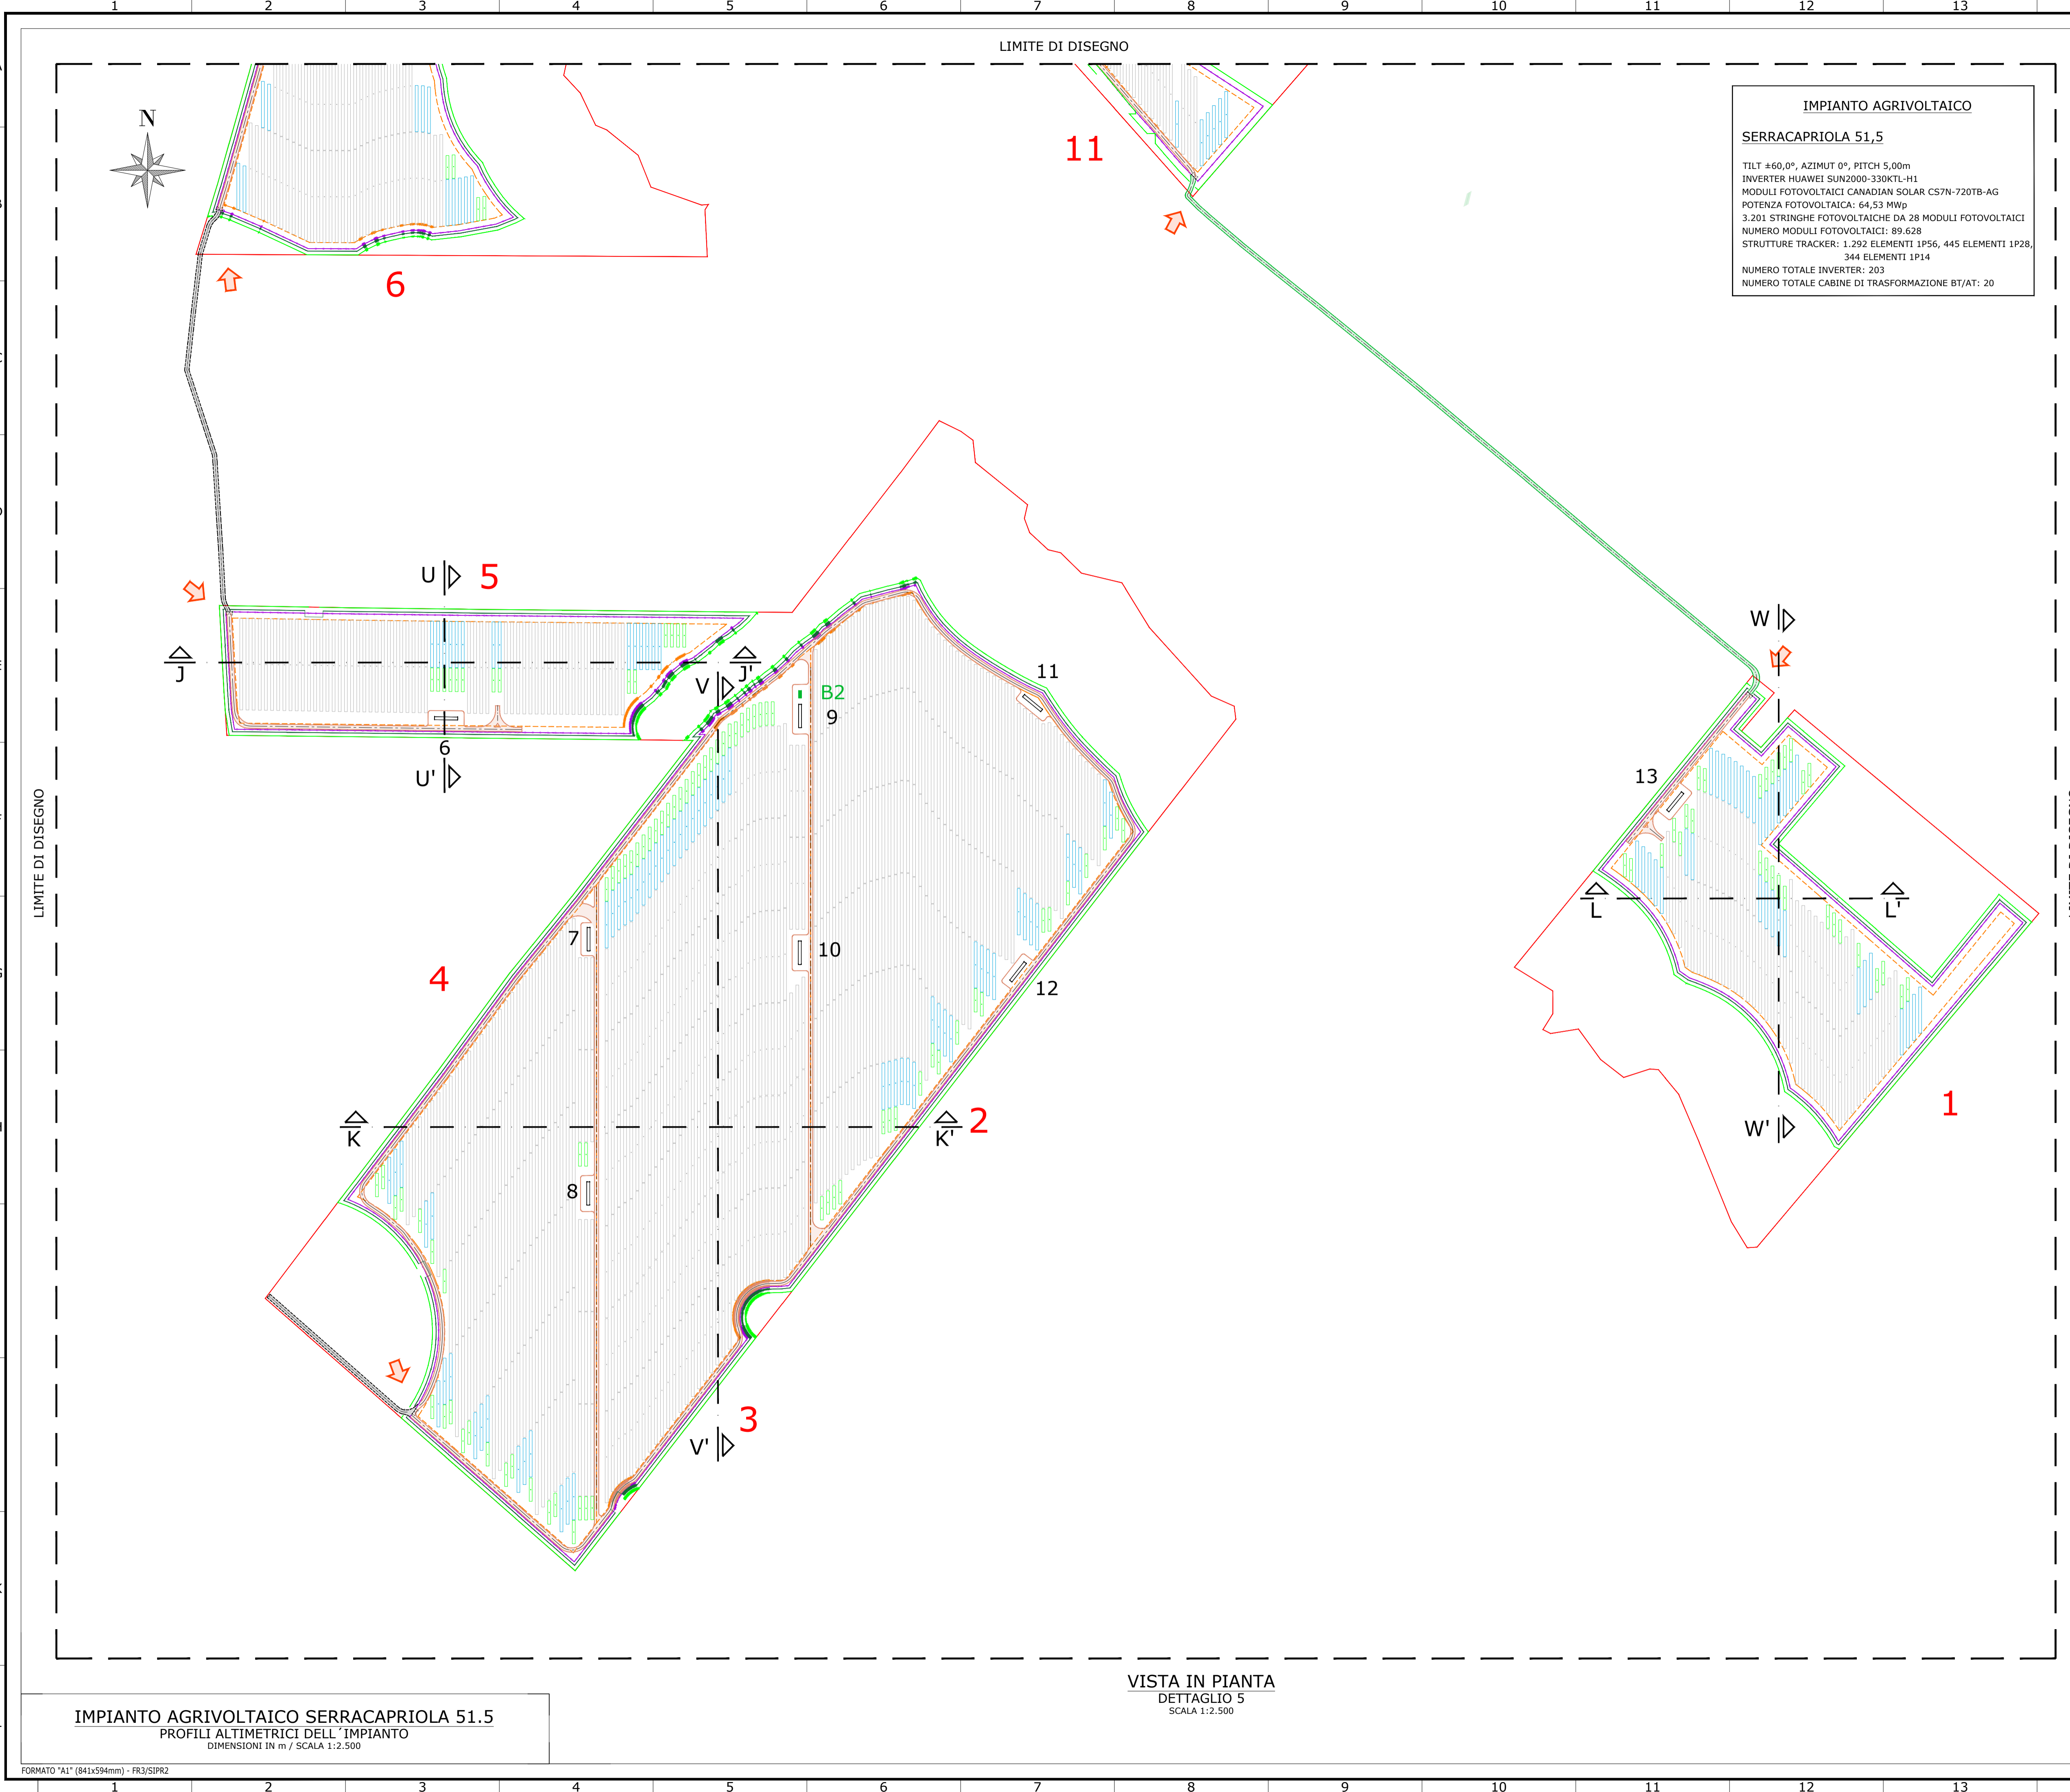 1 2 3 4 5 6 7 8 9 10 11 12 13
LIMITE DI DISEGNO
N
IMPIANTO AGRIVOLTAICO
SERRACAPRIOLA 51,5
TILT ±60,0°, AZIMUT 0°, PITCH 5,00m
INVERTER HUAWEI SUN2000-330KTL-H1
MODULI FOTOVOLTAICI CANADIAN SOLAR CS7N-720TB-AG
POTENZA FOTOVOLTAICA: 64,53 MWp
3.201 STRINGHE FOTOVOLTAICHE DA 28 MODULI FOTOVOLTAICI
NUMERO MODULI FOTOVOLTAICI: 89.628
STRUTTURE TRACKER: 1.292 ELEMENTI 1P56, 445 ELEMENTI 1P28,
344 ELEMENTI 1P14
NUMERO TOTALE INVERTER: 203
NUMERO TOTALE CABINE DI TRASFORMAZIONE BT/AT: 20
11
6
U
5
W
J
J'
V
B2
11
9
6
U'
13
LIMITE DI DISEGNO
L
L'
7
10
4
12
1
2
K
K'
W'
8
3
V'
VISTA IN PIANTA
DETTAGLIO 5
SCALA 1:2.500
IMPIANTO AGRIVOLTAICO SERRACAPRIOLA 51.5
PROFILI ALTIMETRICI DELL´IMPIANTO
DIMENSIONI IN m / SCALA 1:2.500
FORMATO "A1" (841x594mm) - FR3/SIPR2
1 2 3 4 5 6 7 8 9 10 11 12 13